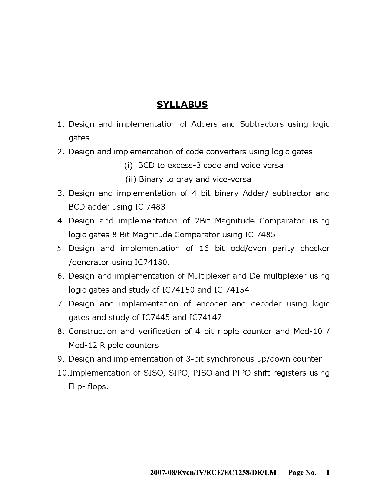 SYLLABUS
1. Design and implementation of Adders and Subtractors using logic
gates.
2. Design and implementation of code converters using logic gates
(i) BCD to excess-3 code and voice versa
(ii) Binary to gray and vice-versa
3. Design and implementation of 4 bit binary Adder/ subtractor and
BCD adder using IC 7483
4. Design and implementation of 2Bit Magnitude Comparator using
logic gates 8 Bit Magnitude Comparator using IC 7485
5. Design and implementation of 16 bit odd/even parity checker
/generator using IC74180.
6. Design and implementation of Multiplexer and De-multiplexer using
logic gates and study of IC74150 and IC 74154
7. Design and implementation of encoder and decoder using logic
gates and study of IC7445 and IC74147
8. Construction and verification of 4 bit ripple counter and Mod-10 /
Mod-12 Ripple counters
9. Design and implementation of 3-bit synchronous up/down counter
10.Implementation of SISO, SIPO, PISO and PIPO shift registers using
Flip- flops.
2007-08/Even/IV/ECE/EC1258/DE/LM Page No. 1